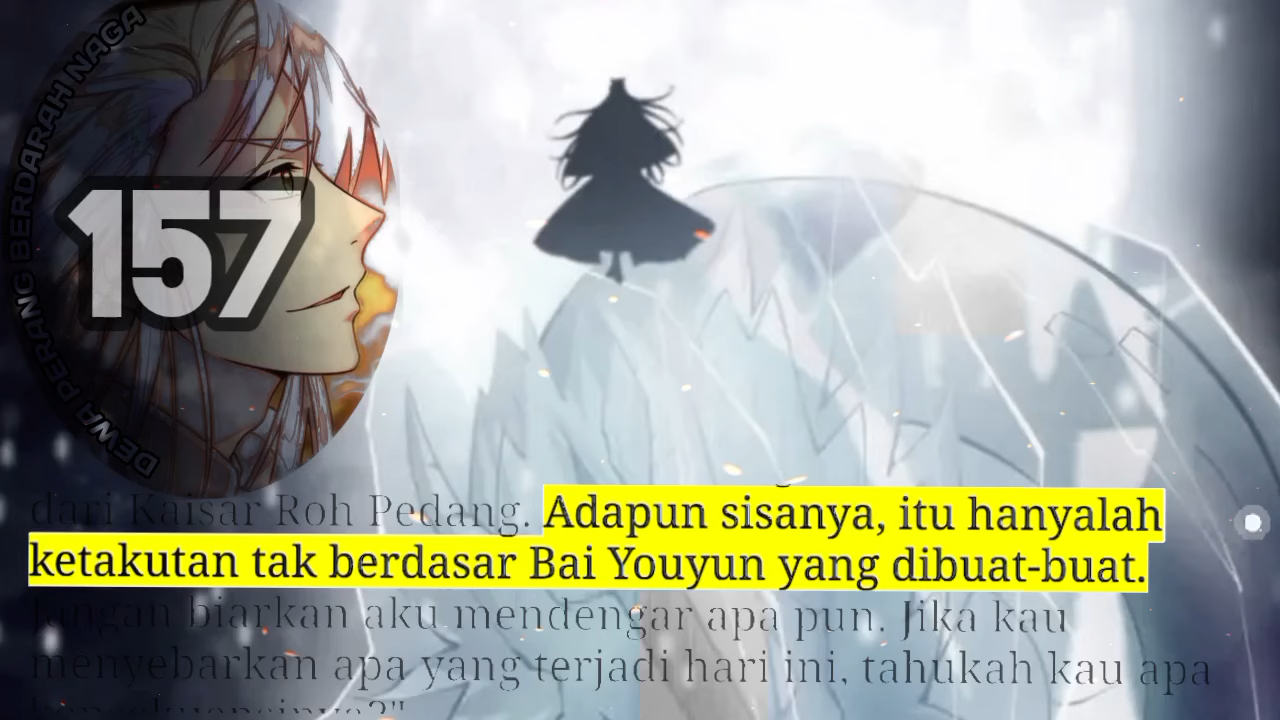 DEWA PERANG BERDARAH NAGA
157
dari Kaisar Roh Pedang. Adapun sisanya, itu hanyalah
ketakutan tak berdasar Bai Youyun yang dibuat-buat.
Jangan biarkan aku mendengar apa pun. Jika kau
menyebarkan apa yang terjadi hari ini, tahukah kau apa